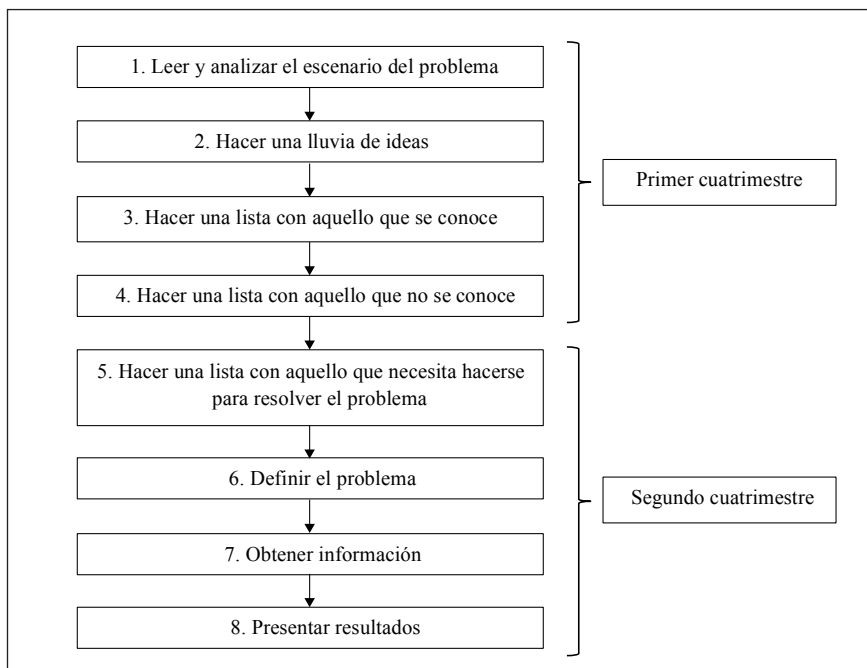 1. Leer y analizar el escenario del problema
2. Hacer una lluvia de ideas
3. Hacer una lista con aquello que se conoce
4. Hacer una lista con aquello que no se conoce
Primer cuatrimestre
5. Hacer una lista con aquello que necesita hacerse
para resolver el problema
6. Definir el problema
7. Obtener información
8. Presentar resultados
Segundo cuatrimestre